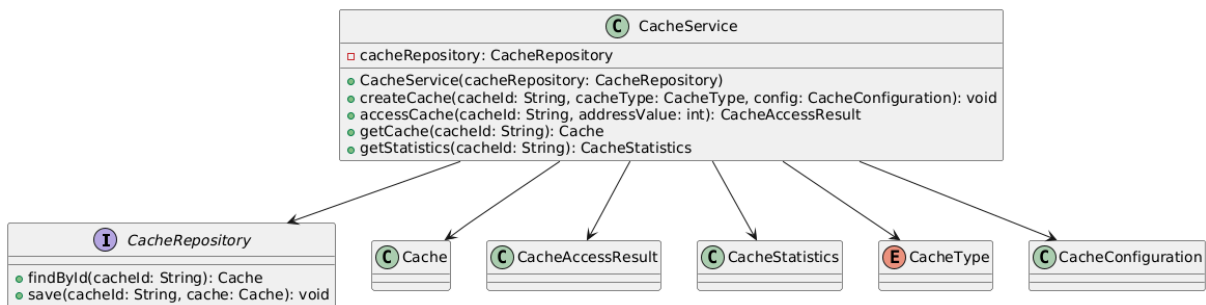 C CacheService
cacheRepository: CacheRepository
CacheService(cacheRepository: CacheRepository)
createCache(cacheId: String, cacheType: CacheType, config: CacheConfiguration): void
accessCache(cacheId: String, addressValue: int): CacheAccessResult
getCache(cacheId: String): Cache
getStatistics(cacheId: String): CacheStatistics
I CacheRepository
findById(cacheId: String): Cache
save(cacheId: String, cache: Cache): void
C Cache
C CacheAccessResult
C CacheStatistics
E CacheType
C CacheConfiguration